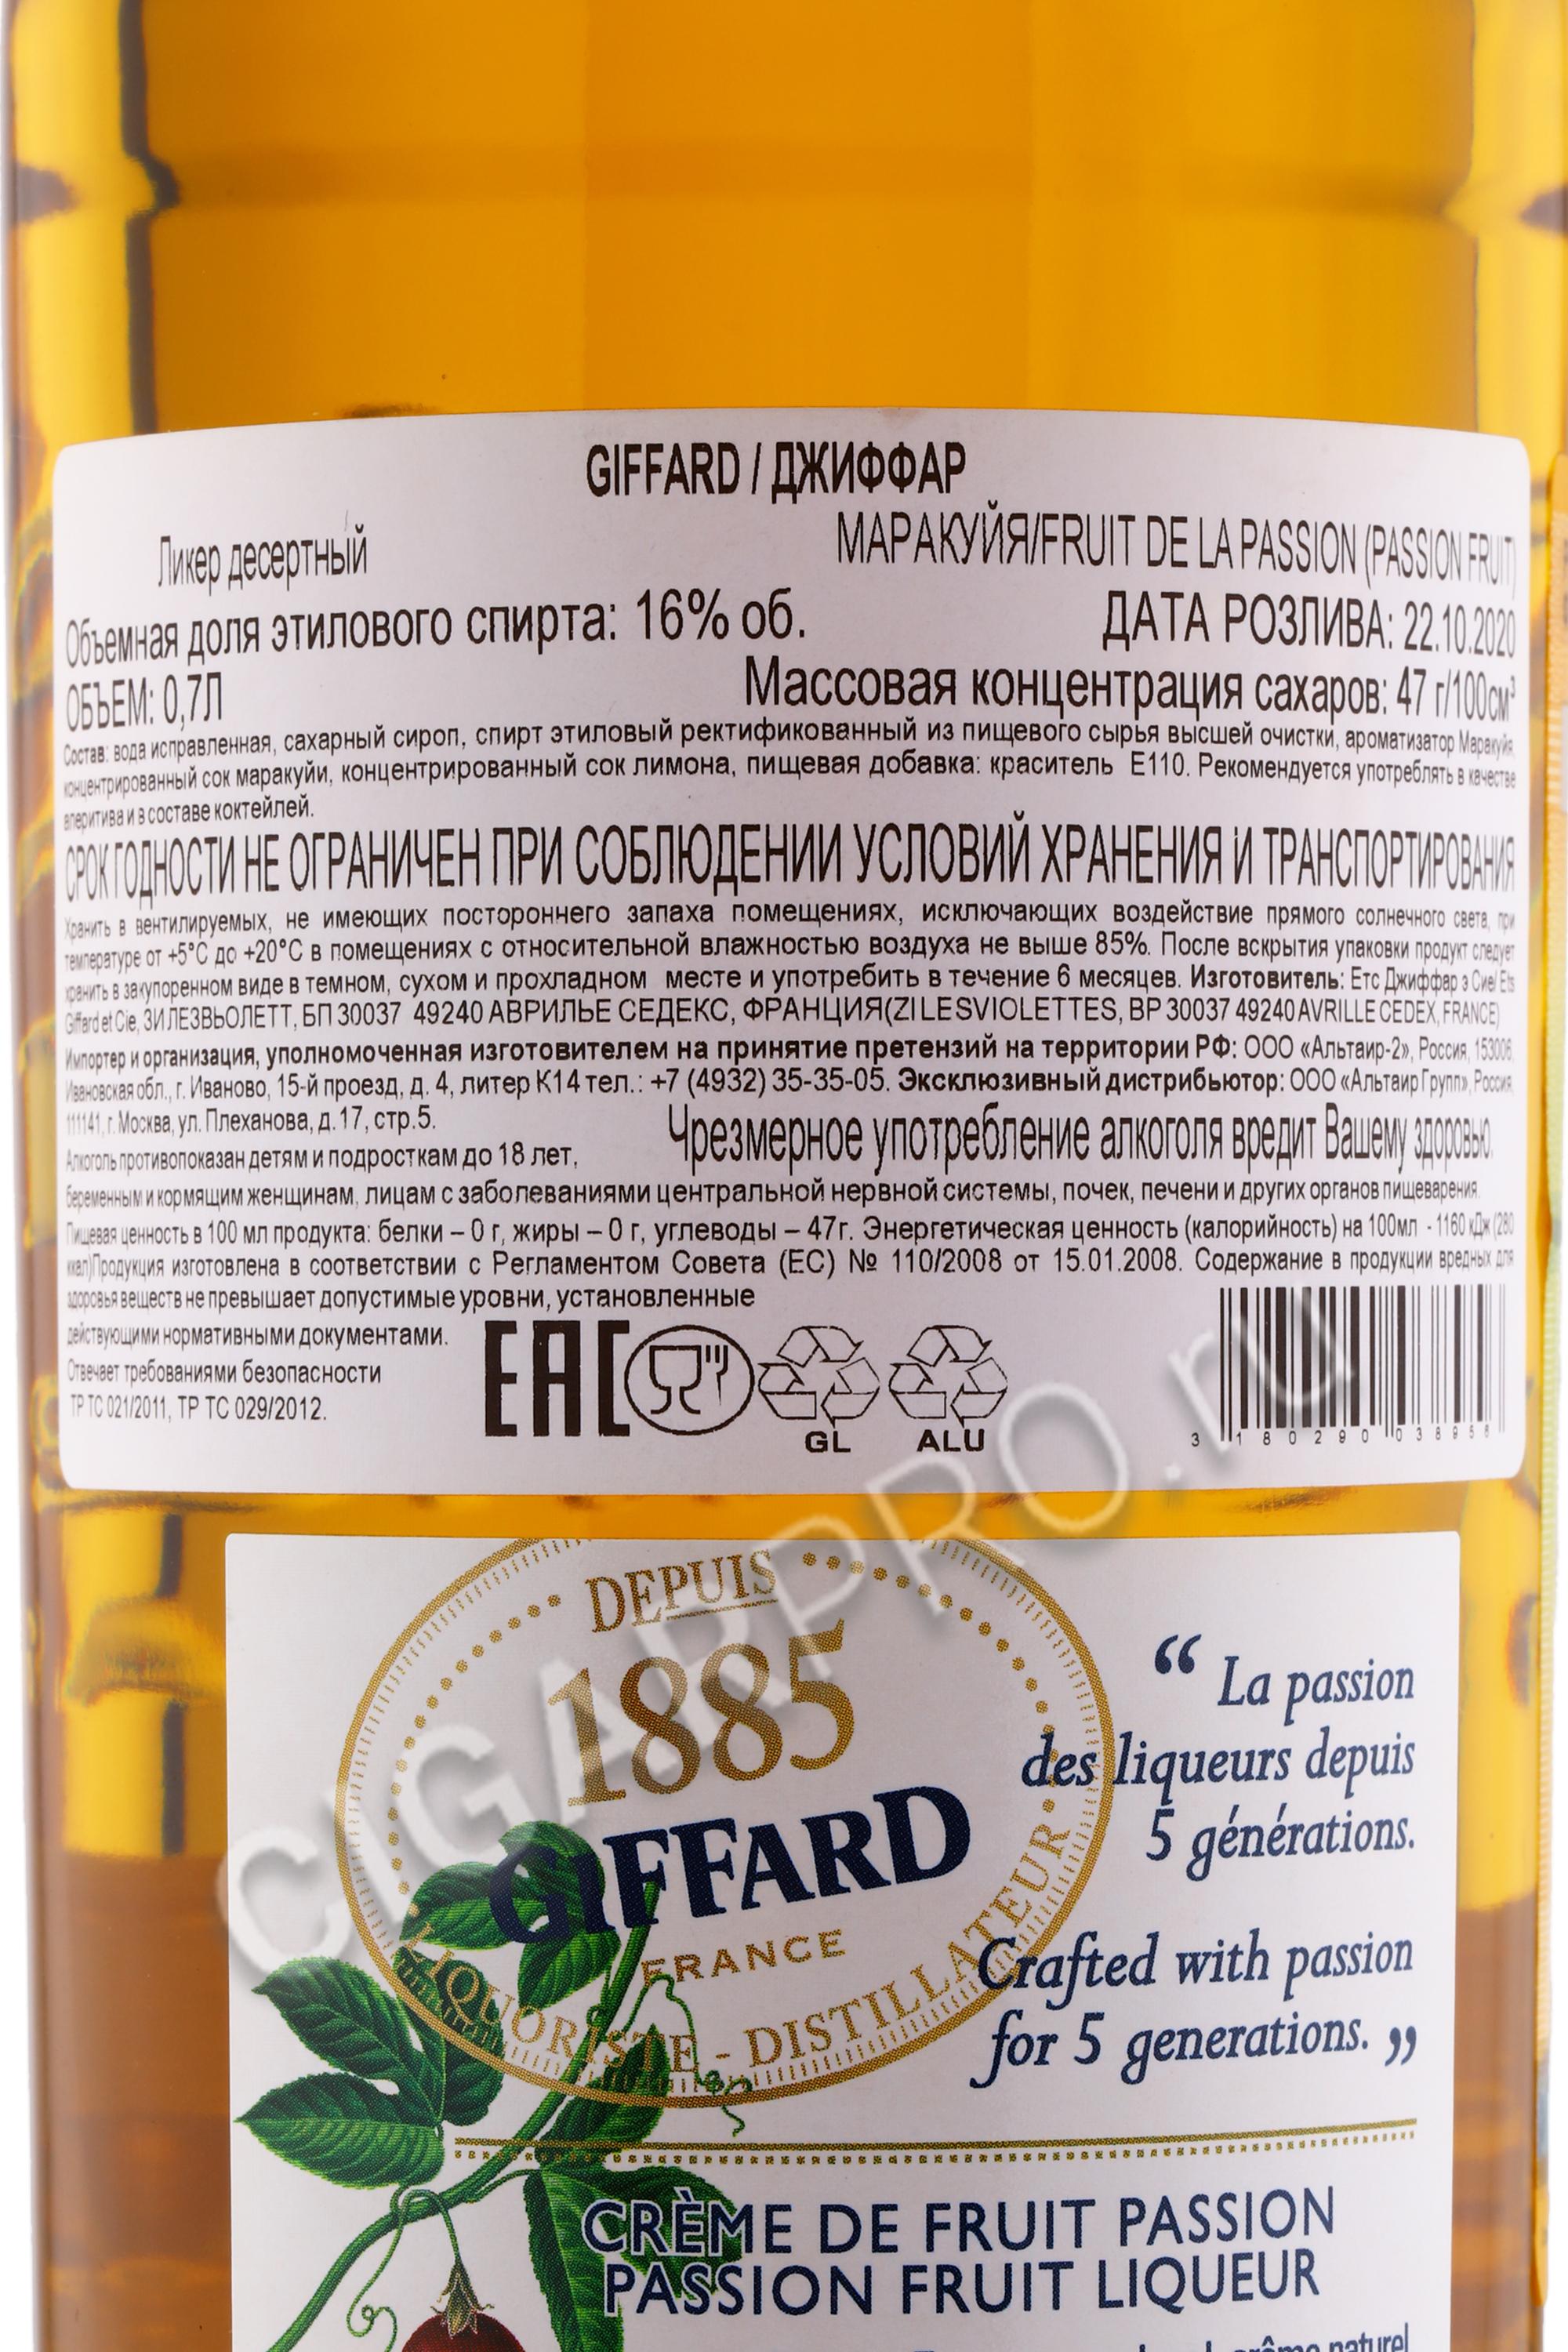 GIFFARD / ДЖИФФАР
Ликер десертный МАРАКУЙЯ/FRUIT DE LA PASSION (PASSION FRUIT)
Объемная доля этилового спирта: 16% об. ДАТА РОЗЛИВА: 22.10.2020
ОБЪЕМ: 0,7Л Массовая концентрация сахаров: 47 г/100см³
Состав: вода исправленная, сахарный сироп, спирт этиловый ректификованный из пищевого сырья высшей очистки, ароматизатор Маракуйя,
концентрированный сок маракуйи, концентрированный сок лимона, пищевая добавка: краситель Е110. Рекомендуется употреблять в качестве
аперитива и в составе коктейлей.
СРОК ГОДНОСТИ НЕ ОГРАНИЧЕН ПРИ СОБЛЮДЕНИИ УСЛОВИЙ ХРАНЕНИЯ И ТРАНСПОРТИРОВАНИЯ
Хранить в вентилируемых, не имеющих постороннего запаха помещениях, исключающих воздействие прямого солнечного света, при
температуре от +5°С до +20°С в помещениях с относительной влажностью воздуха не выше 85%. После вскрытия упаковки продукт следует
хранить в закупоренном виде в темном, сухом и прохладном месте и употребить в течение 6 месяцев. Изготовитель: Етс Джиффар э Сие/ Ets
Giffard et Cie, ЗИ ЛЕЗВЬОЛЕТТ, БП 30037 49240 АВРИЛЬЕ СЕДЕКС, ФРАНЦИЯ(ZI LESVIOLETTES, BP 30037 49240 AVRILLE CEDEX, FRANCE)
Импортер и организация, уполномоченная изготовителем на принятие претензий на территории РФ: ООО «Альтаир-2», Россия, 153006,
Ивановская обл., г. Иваново, 15-й проезд, д. 4, литер К14 тел.: +7 (4932) 35-35-05. Эксклюзивный дистрибьютор: ООО «Альтаир Групп», Россия,
111141, г. Москва, ул. Плеханова, д. 17, стр.5. Чрезмерное употребление алкоголя вредит Вашему здоровью.
Алкоголь противопоказан детям и подросткам до 18 лет,
беременным и кормящим женщинам, лицам с заболеваниями центральной нервной системы, почек, печени и других органов пищеварения.
Пищевая ценность в 100 мл продукта: белки – 0 г, жиры – 0 г, углеводы – 47г. Энергетическая ценность (калорийность) на 100мл - 1160 кДж (280
ккал)Продукция изготовлена в соответствии с Регламентом Совета (ЕС) № 110/2008 от 15.01.2008. Содержание в продукции вредных для
здоровья веществ не превышает допустимые уровни, установленные
действующими нормативными документами.
Отвечает требованиями безопасности
ТР ТС 021/2011, ТР ТС 029/2012.
EAC
GL ALU
3 180290 038956
DEPUIS
1885
GIFFARD
FRANCE
LIQUORISTE - DISTILLATEUR
“ La passion
des liqueurs depuis
5 générations.
Crafted with passion
for 5 generations. ”
CRÈME DE FRUIT PASSION
PASSION FRUIT LIQUEUR
crème naturel
CIGARPRO.ru